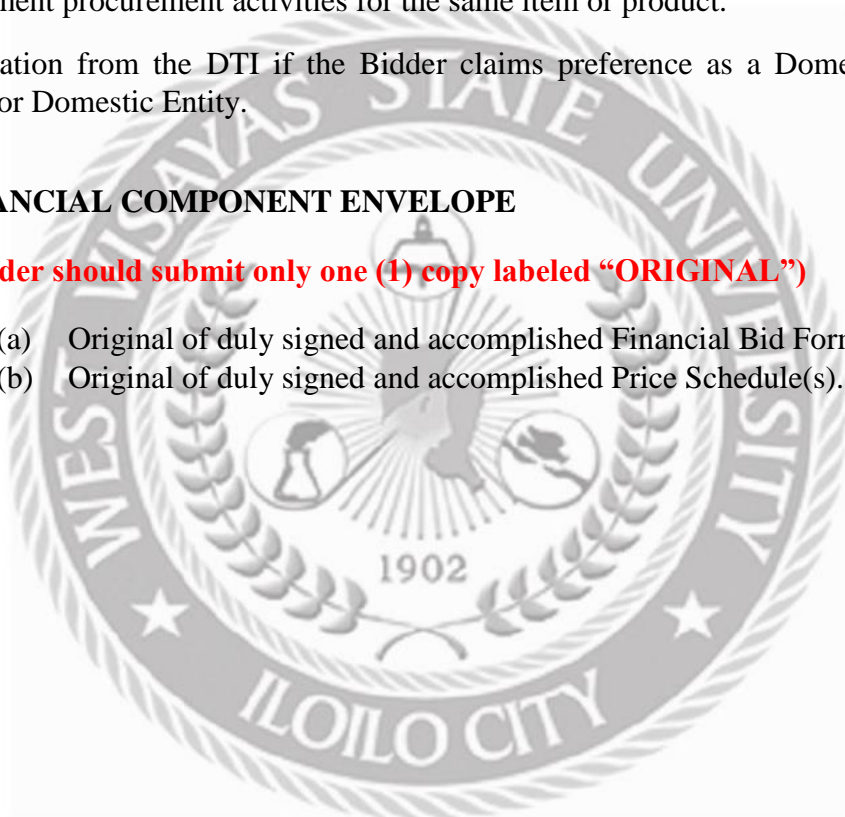 ment procurement activities for the same item or product.
ation from the DTI if the Bidder claims preference as a Dome
or Domestic Entity.
ANCIAL COMPONENT ENVELOPE
der should submit only one (1) copy labeled “ORIGINAL”)
(a) Original of duly signed and accomplished Financial Bid Forr
(b) Original of duly signed and accomplished Price Schedule(s).
WEST VISAYAS STATE UNIVERSITY
1902
ILOILO CITY